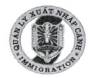 QUẢN LÝ XUẤT NHẬP CẢNH
IMMIGRATION